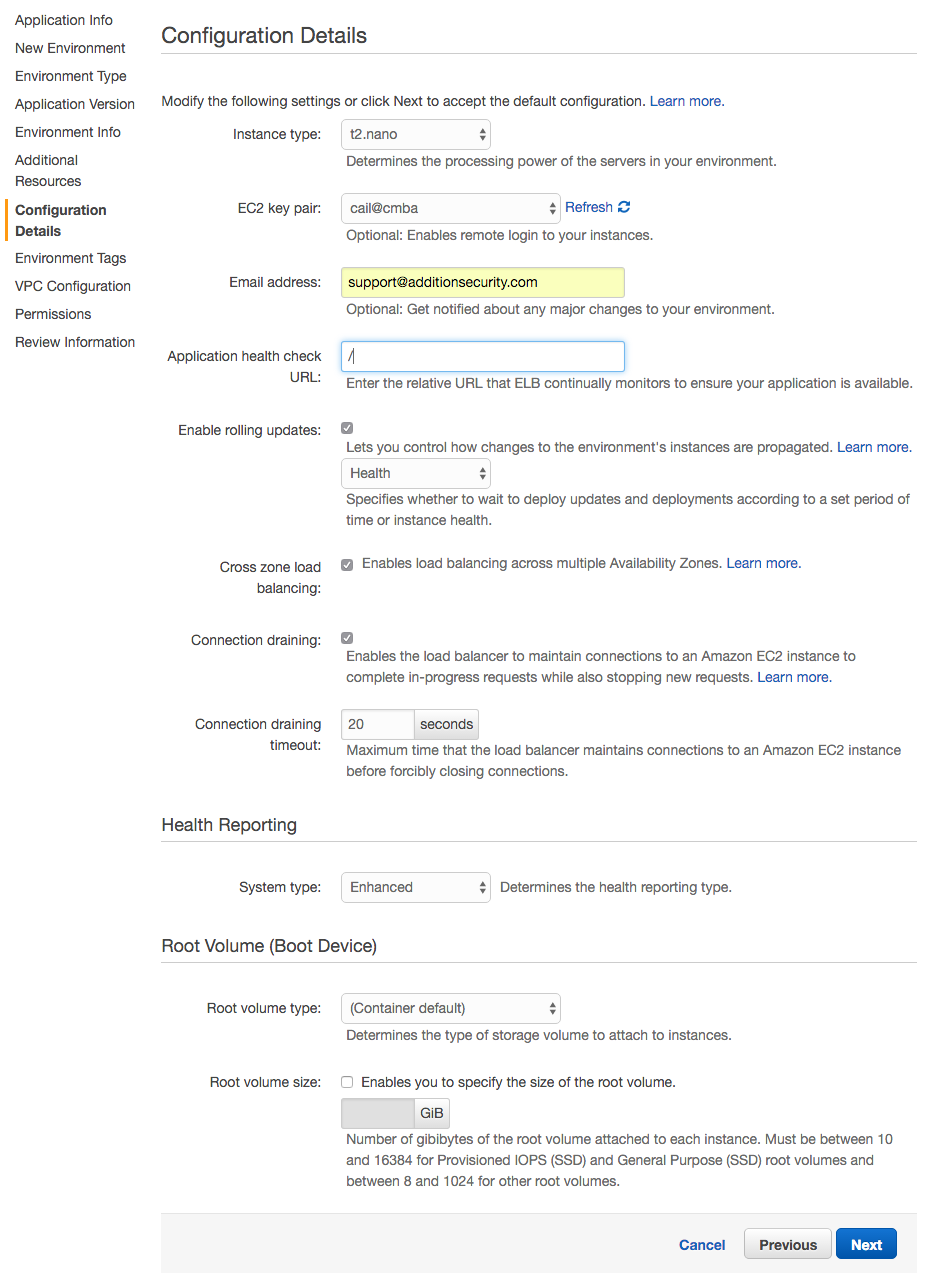 Application Info
New Environment
Environment Type
Application Version
Environment Info
Additional
Resources
Configuration
Details
Environment Tags
VPC Configuration
Permissions
Review Information
Configuration Details
Modify the following settings or click Next to accept the default configuration. Learn more.
Instance type: t2.nano
Determines the processing power of the servers in your environment.
EC2 key pair: cail@cmba Refresh
Optional: Enables remote login to your instances.
Email address: support@additionsecurity.com
Optional: Get notified about any major changes to your environment.
Application health check
URL: /
Enter the relative URL that ELB continually monitors to ensure your application is available.
Enable rolling updates:
Lets you control how changes to the environment's instances are propagated. Learn more.
Health
Specifies whether to wait to deploy updates and deployments according to a set period of
time or instance health.
Cross zone load
balancing: Enables load balancing across multiple Availability Zones. Learn more.
Connection draining:
Enables the load balancer to maintain connections to an Amazon EC2 instance to
complete in-progress requests while also stopping new requests. Learn more.
Connection draining
timeout: 20 seconds
Maximum time that the load balancer maintains connections to an Amazon EC2 instance
before forcibly closing connections.
Health Reporting
System type: Enhanced Determines the health reporting type.
Root Volume (Boot Device)
Root volume type: (Container default)
Determines the type of storage volume to attach to instances.
Root volume size: Enables you to specify the size of the root volume.
GiB
Number of gibibytes of the root volume attached to each instance. Must be between 10
and 16384 for Provisioned IOPS (SSD) and General Purpose (SSD) root volumes and
between 8 and 1024 for other root volumes.
Cancel Previous Next